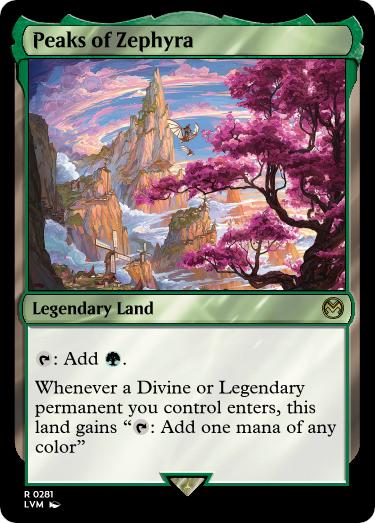 Peaks of Zephyra
Legendary Land
: Add .
Whenever a Divine or Legendary
permanent you control enters, this
land gains “: Add one mana of any
color”
R 0281
LVM